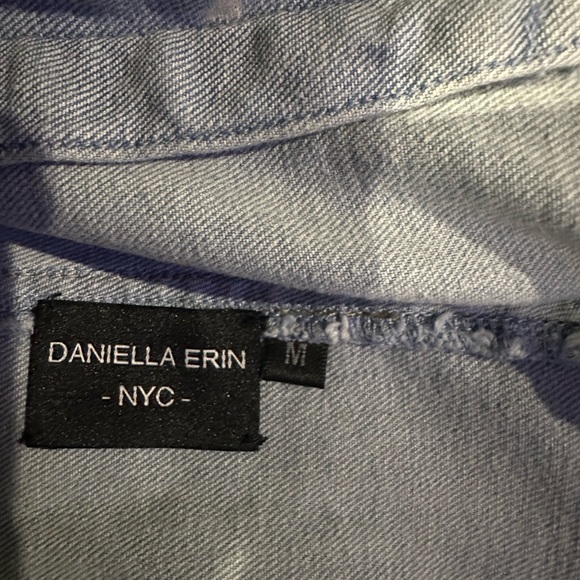 DANIELLA ERIN
- NYC -
M